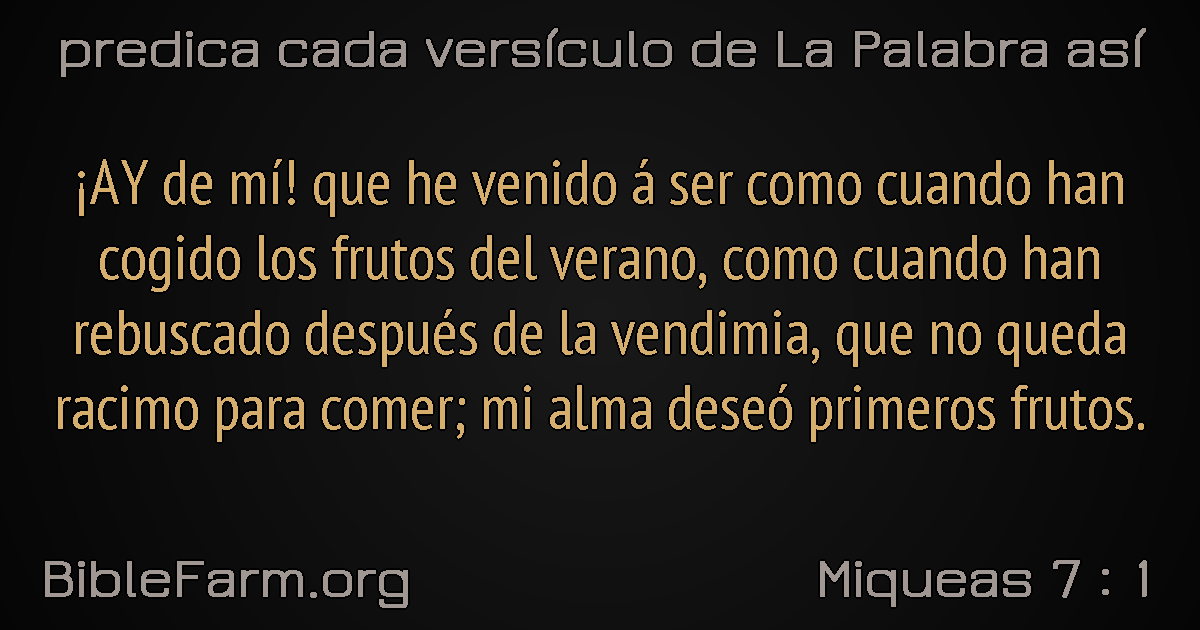 predica cada versículo de La Palabra así
¡AY de mí! que he venido á ser como cuando han
cogido los frutos del verano, como cuando han
rebuscado después de la vendimia, que no queda
racimo para comer; mi alma deseó primeros frutos.
BibleFarm.org
Miqueas 7 : 1